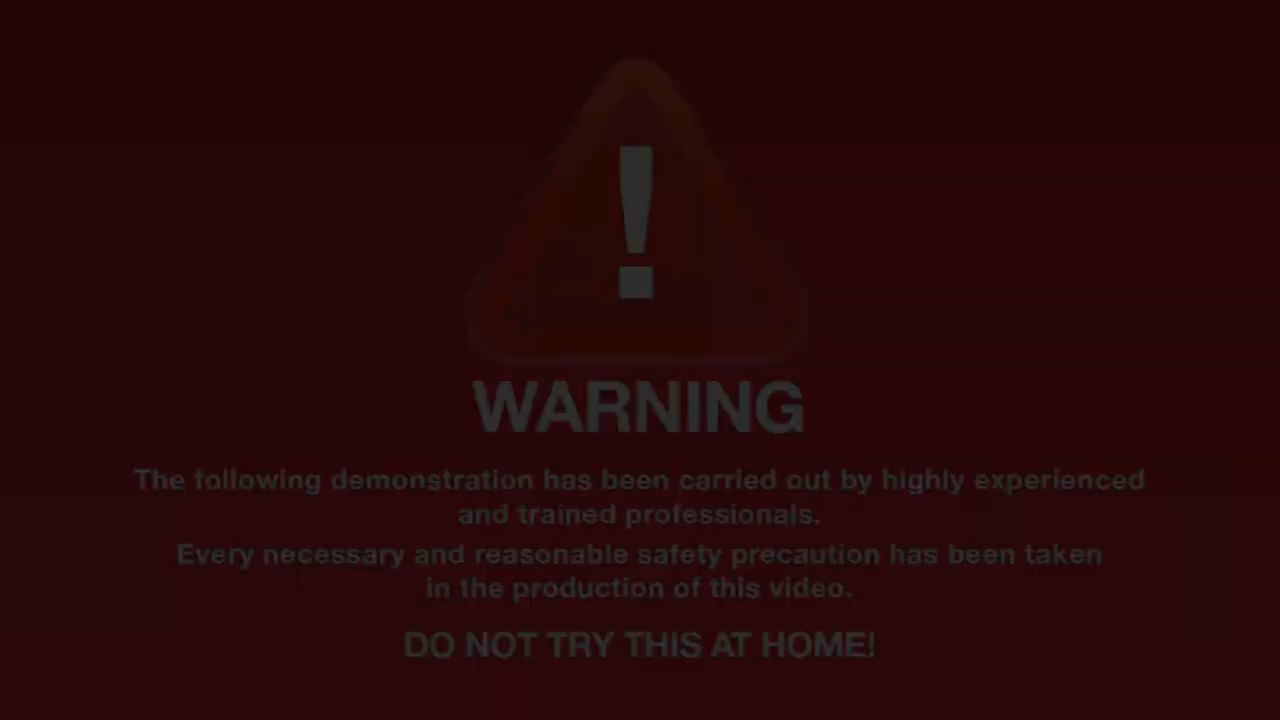 !
WARNING
The following demonstration has been carried out by highly experienced
and trained professionals.
Every necessary and reasonable safety precaution has been taken
in the production of this video.
DO NOT TRY THIS AT HOME!